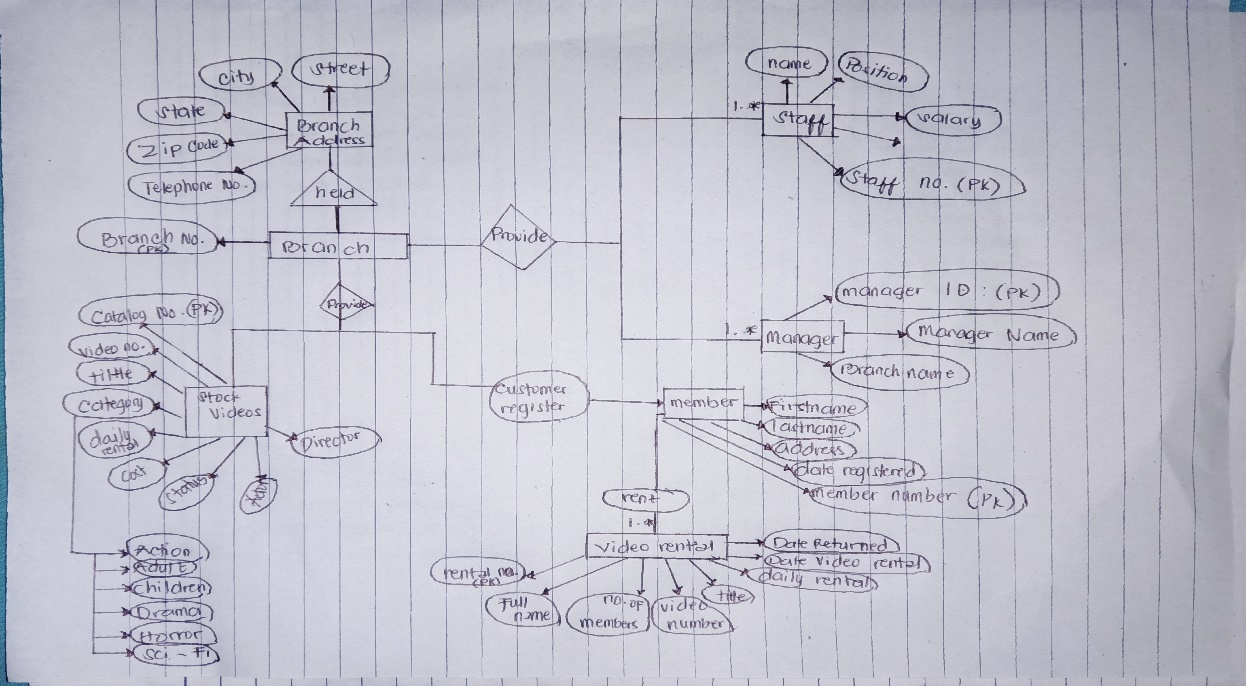 city
street
state
Zip Code
Telephone No.
Branch
Address
held
Branch No.
(PK)
Branch
Provide
Provide
name
Position
1..*
Staff
salary
Staff no. (PK)
manager ID : (PK)
1..*
manager
Manager Name
Branch name
Catalog No. (PK)
video no.
tittle
Category
daily
rental
Cost
Status
Stock
Videos
Director
Customer
register
member
Firstname
lastname
address
date registered
member number (PK)
rent
1..*
video rental
Date Returned
Date video rental
daily rental
title
rental no.
(PK)
Full
name
no. of
members
video
number
Action
Adult
Children
Drama
Horror
Sci - Fi